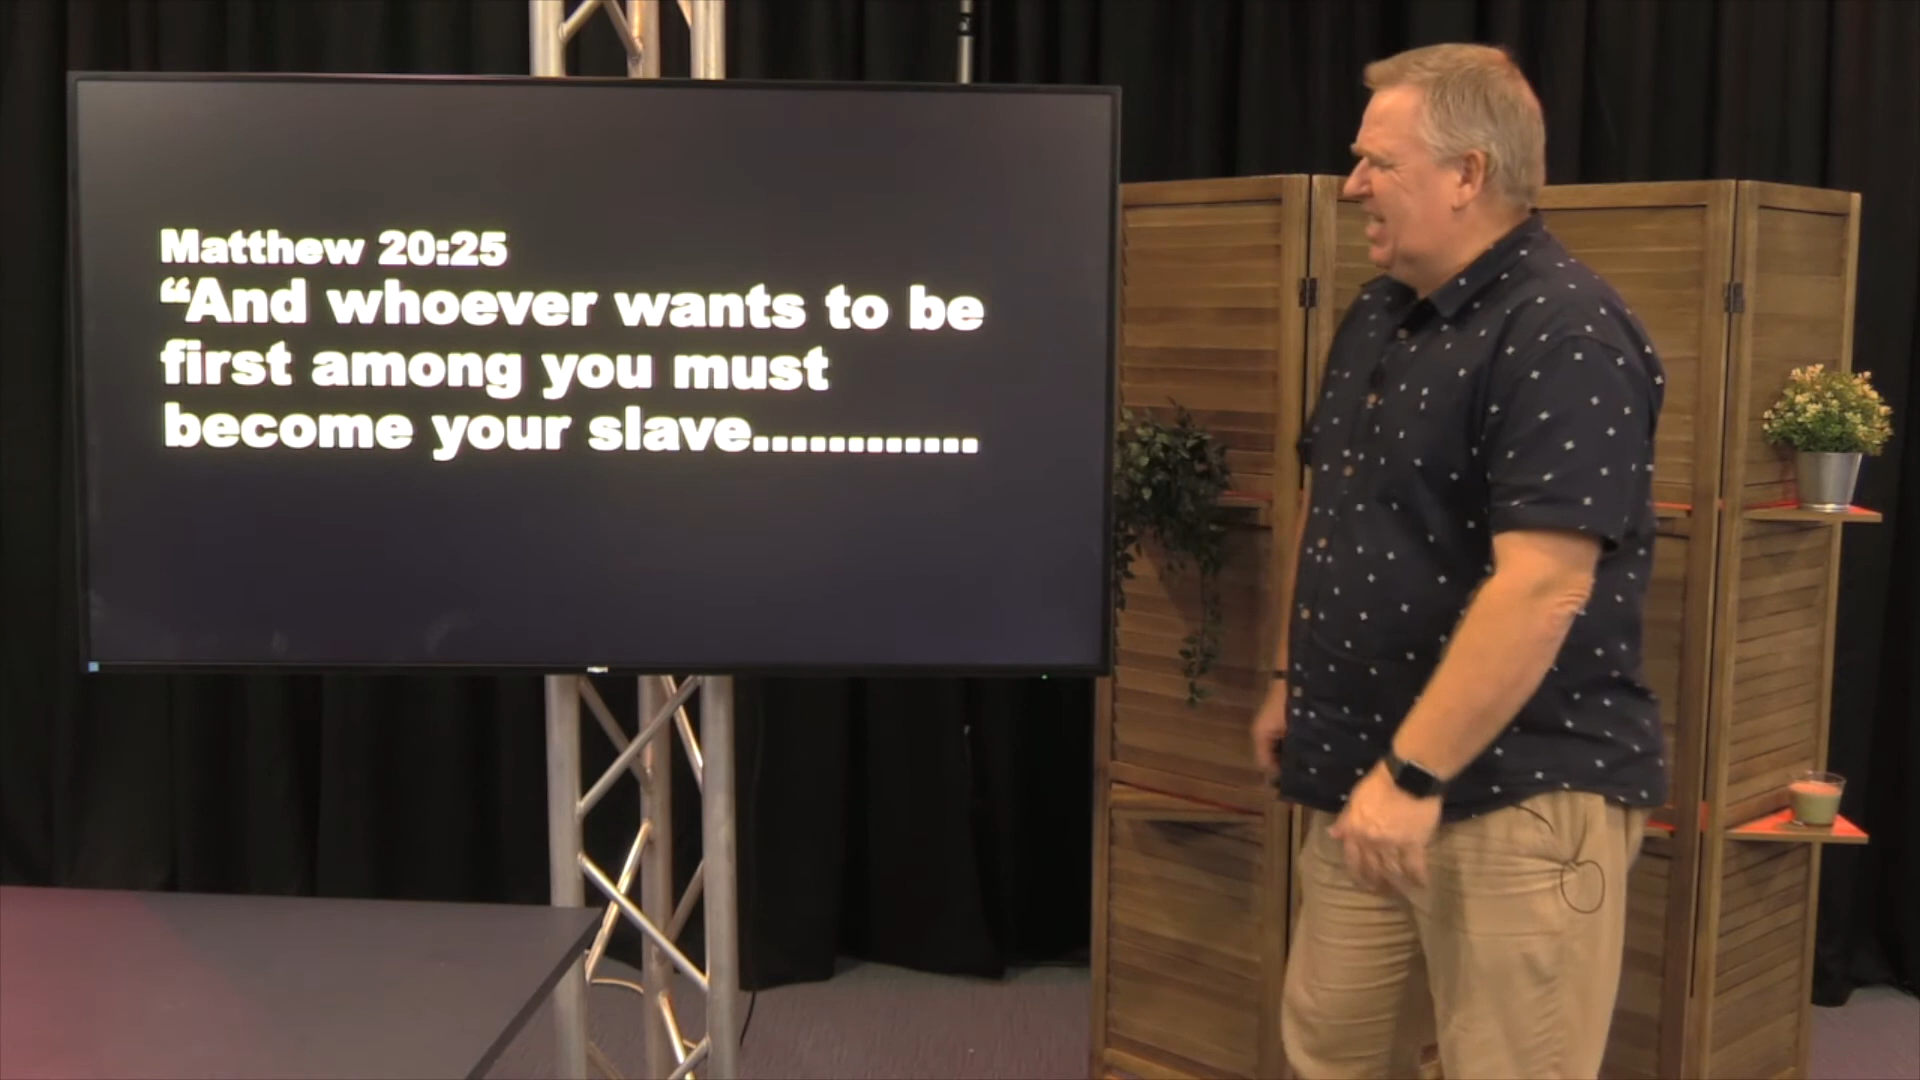 Matthew 20:25
“And whoever wants to be
first among you must
become your slave............